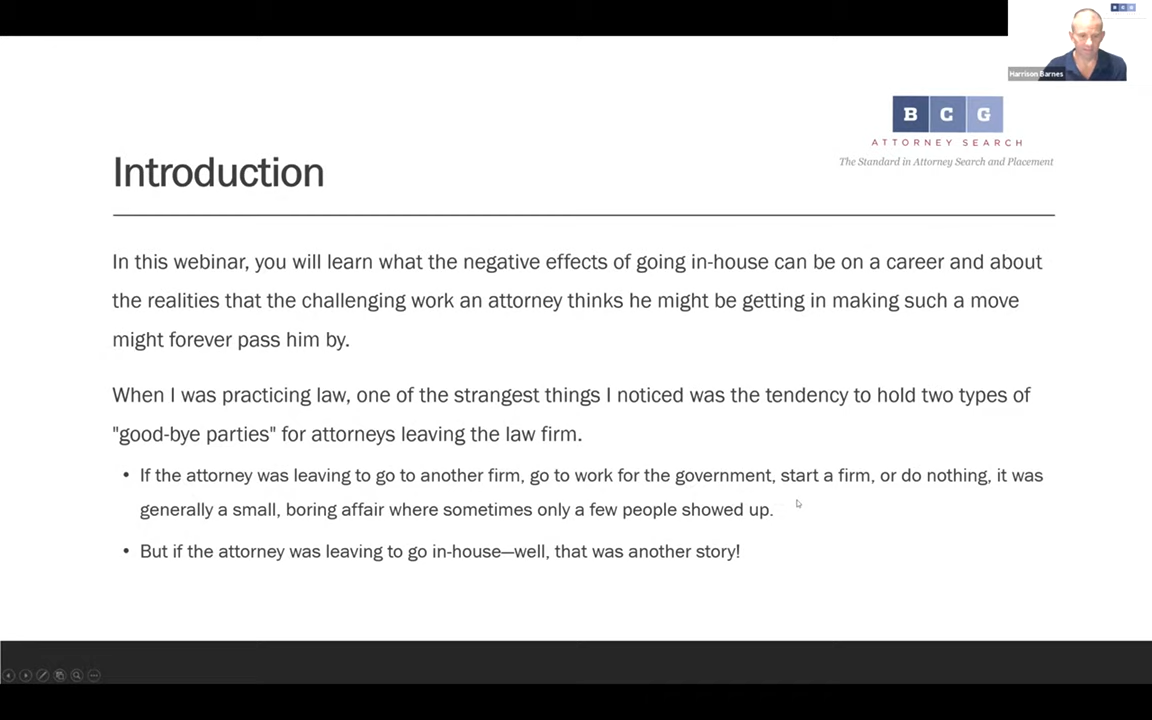 B C G
Harrison Barnes
B C G
ATTORNEY SEARCH
The Standard in Attorney Search and Placement
Introduction
In this webinar, you will learn what the negative effects of going in-house can be on a career and about
the realities that the challenging work an attorney thinks he might be getting in making such a move
might forever pass him by.
When I was practicing law, one of the strangest things I noticed was the tendency to hold two types of
"good-bye parties" for attorneys leaving the law firm.
• If the attorney was leaving to go to another firm, go to work for the government, start a firm, or do nothing, it was
generally a small, boring affair where sometimes only a few people showed up.
• But if the attorney was leaving to go in-house—well, that was another story!